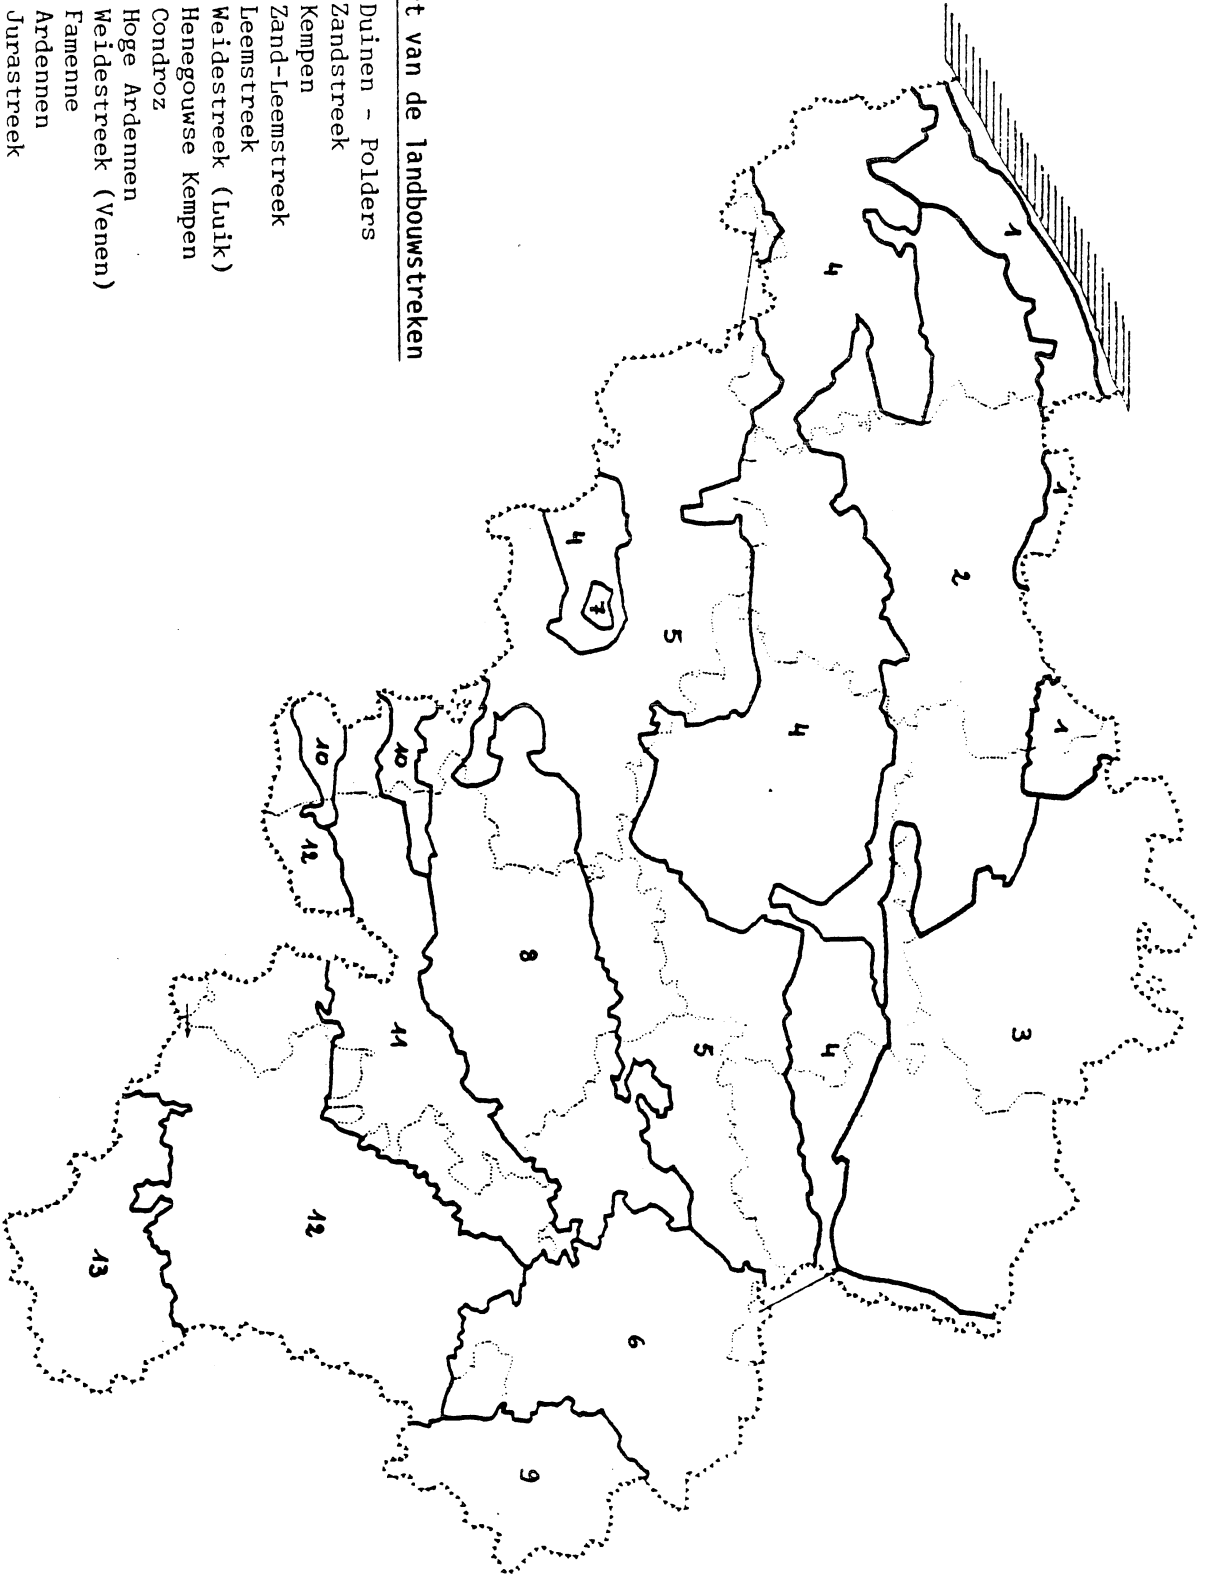 t van de landbouwstreken
Duinen - Polders
Zandstreek
Kempen
Zand-Leemstreek
Leemstreek
Weidestreek (Luik)
Henegouwse Kempen
Condroz
Hoge Ardennen
Weidestreek (Venen)
Famenne
Ardennen
Jurastreek
1
1
1
2
3
4
4
4
4
5
5
6
7
8
9
10
10
11
12
12
13